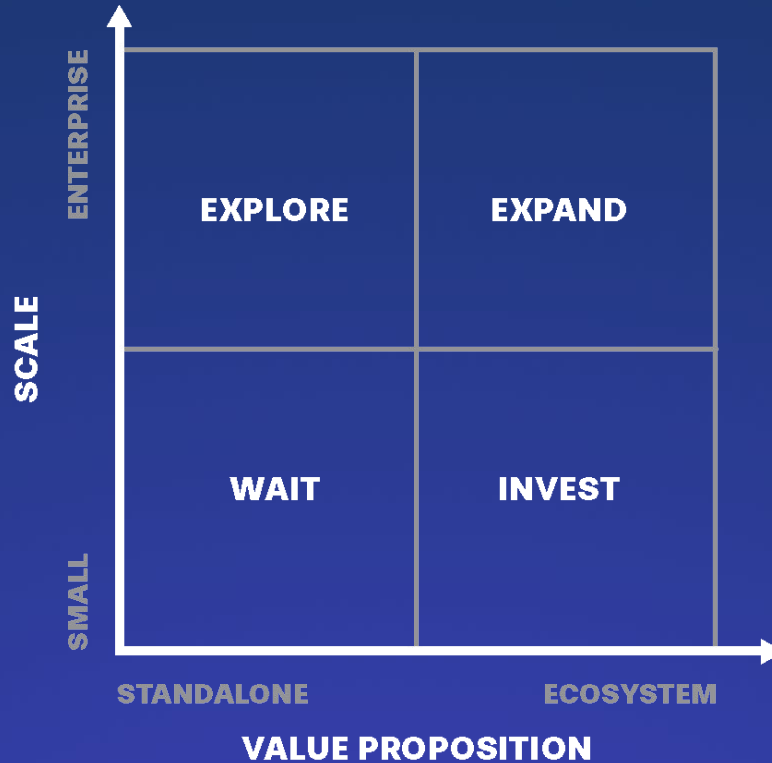 ENTERPRISE
EXPLORE
EXPAND
SCALE
WAIT
INVEST
SMALL
STANDALONE
ECOSYSTEM
VALUE PROPOSITION